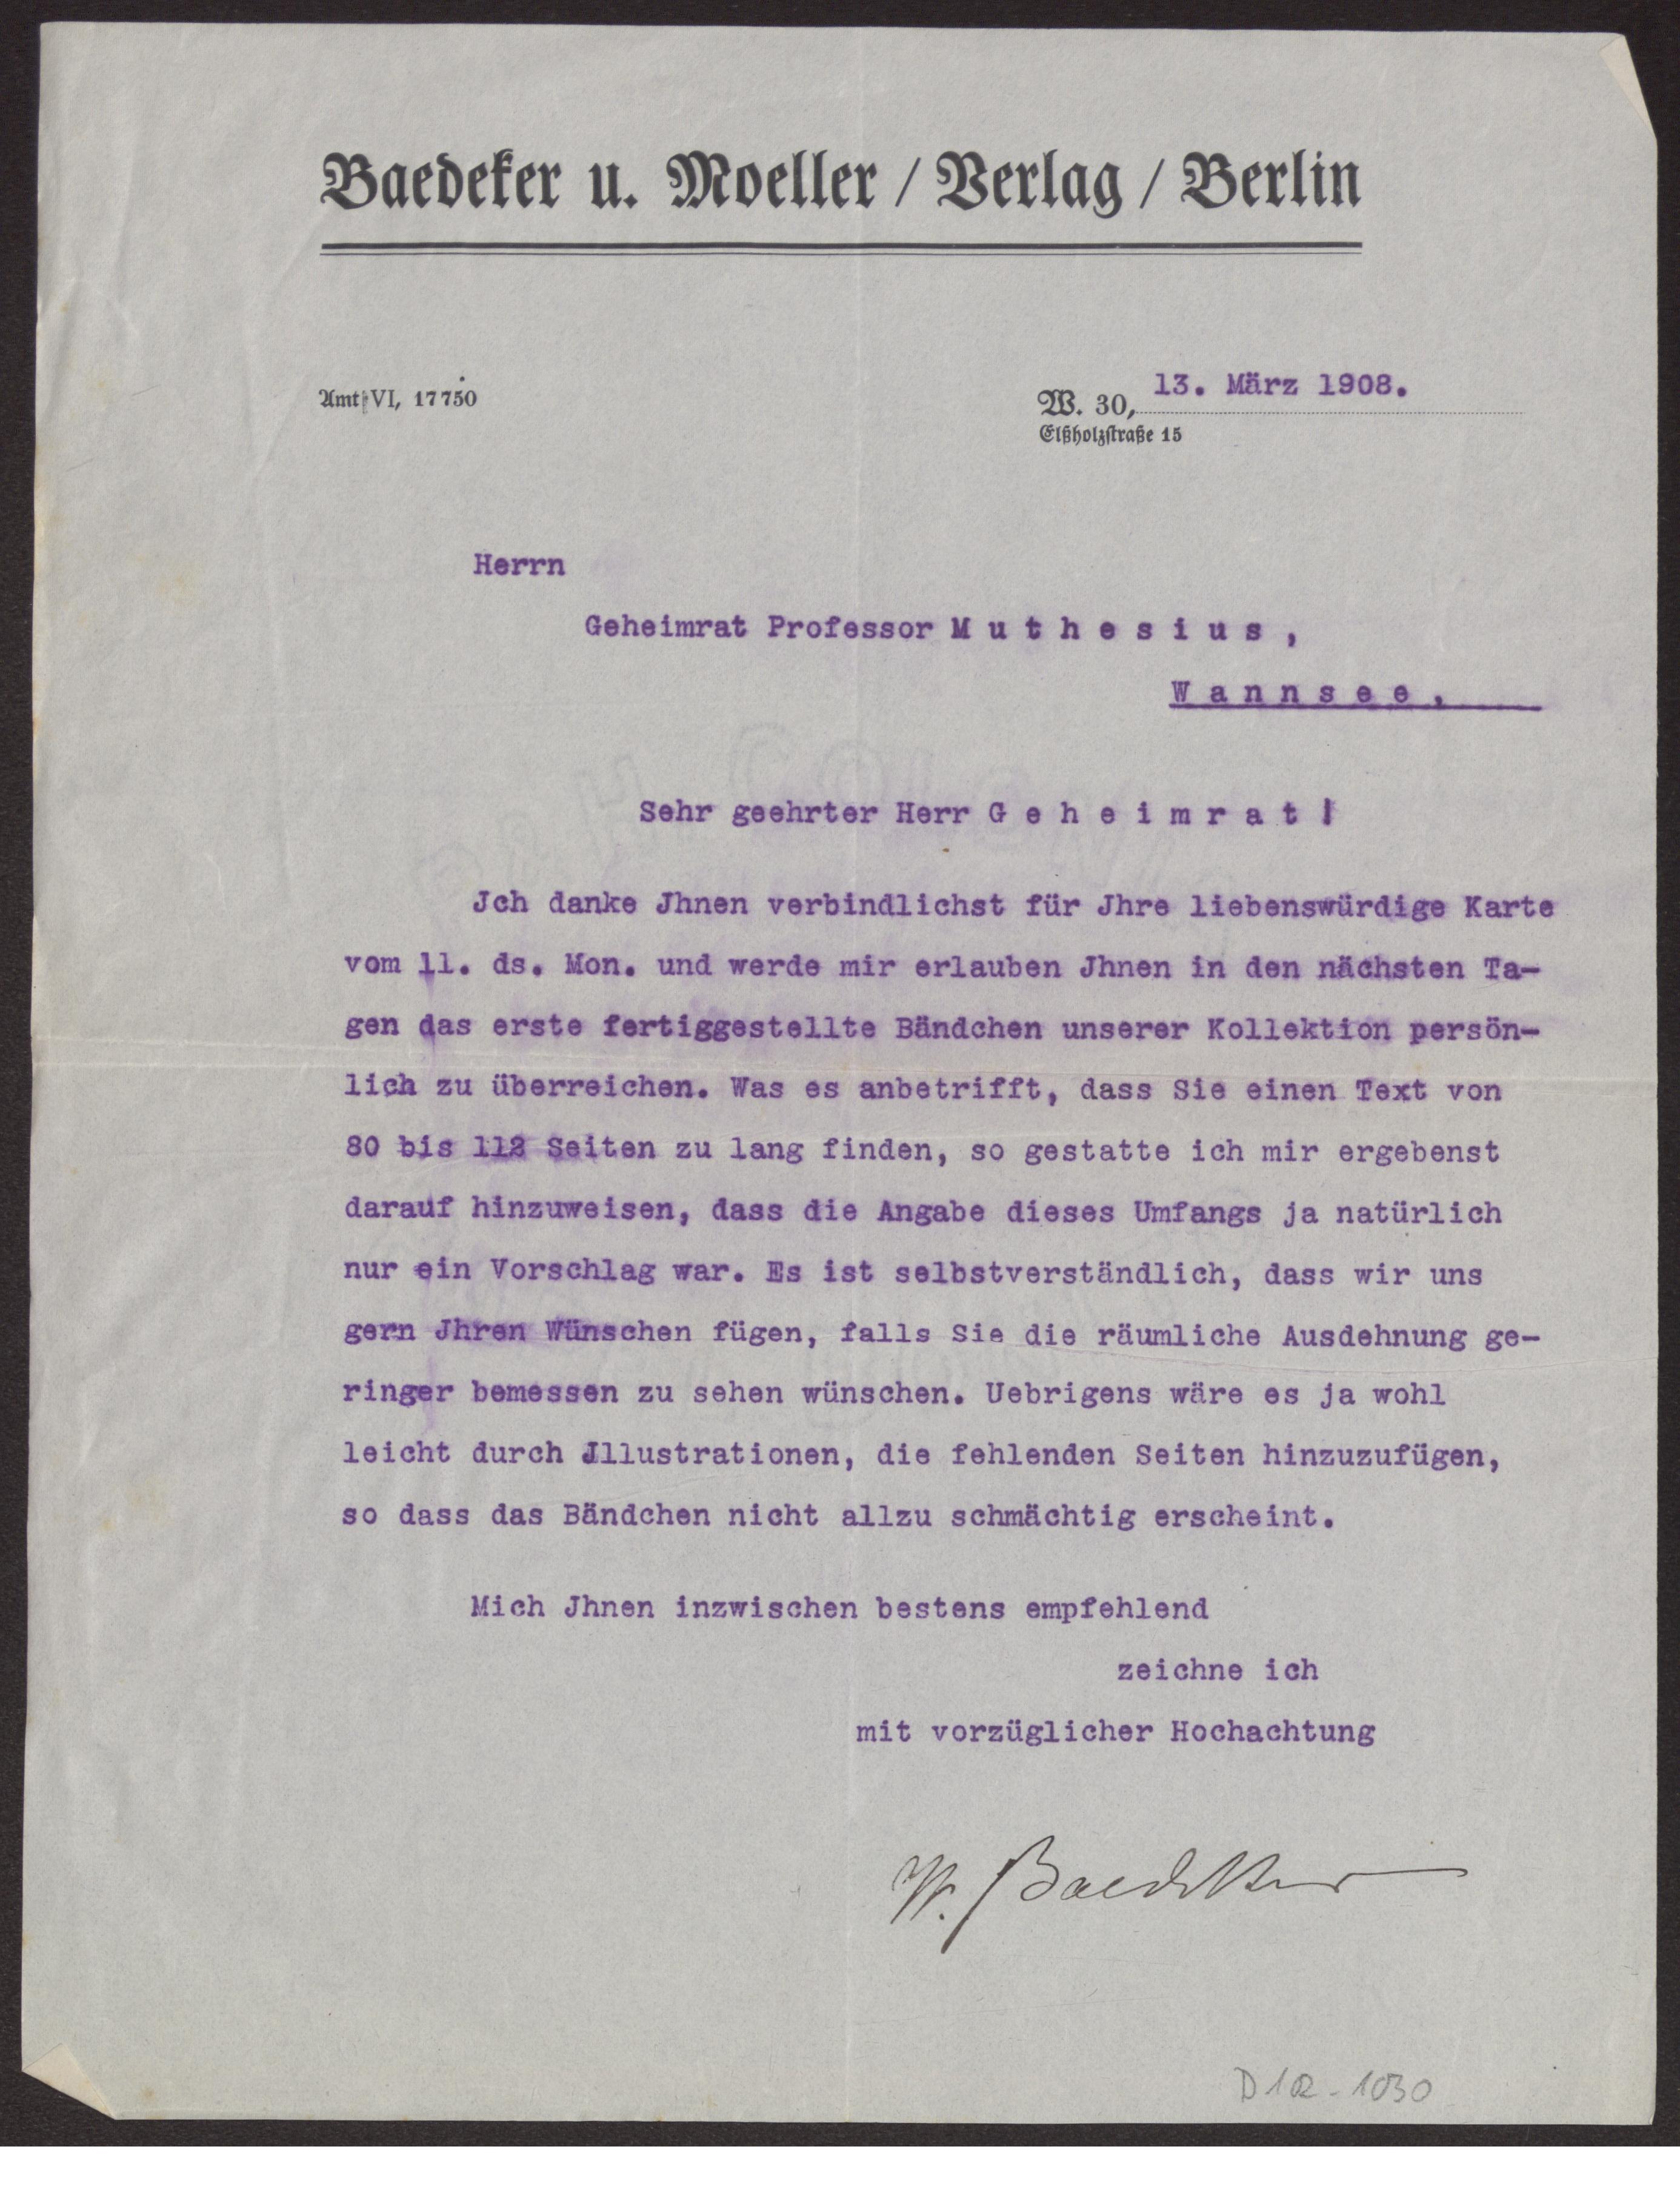 Baedeker u. Moeller / Verlag / Berlin
Amt VI, 17750
W. 30, 13. März 1908.
Elßholzstraße 15
Herrn
Geheimrat Professor M u t h e s i u s ,
W a n n s e e ,
Sehr geehrter Herr G e h e i m r a t !
Jch danke Jhnen verbindlichst für Jhre liebenswürdige Karte
vom 11. ds. Mon. und werde mir erlauben Jhnen in den nächsten Ta-
gen das erste fertiggestellte Bändchen unserer Kollektion persön-
lich zu überreichen. Was es anbetrifft, dass Sie einen Text von
80 bis 112 Seiten zu lang finden, so gestatte ich mir ergebenst
darauf hinzuweisen, dass die Angabe dieses Umfangs ja natürlich
nur ein Vorschlag war. Es ist selbstverständlich, dass wir uns
gern Jhren Wünschen fügen, falls Sie die räumliche Ausdehnung ge-
ringer bemessen zu sehen wünschen. Uebrigens wäre es ja wohl
leicht durch Jllustrationen, die fehlenden Seiten hinzuzufügen,
so dass das Bändchen nicht allzu schmächtig erscheint.
Mich Jhnen inzwischen bestens empfehlend
zeichne ich
mit vorzüglicher Hochachtung
Baedeker
D102-1030